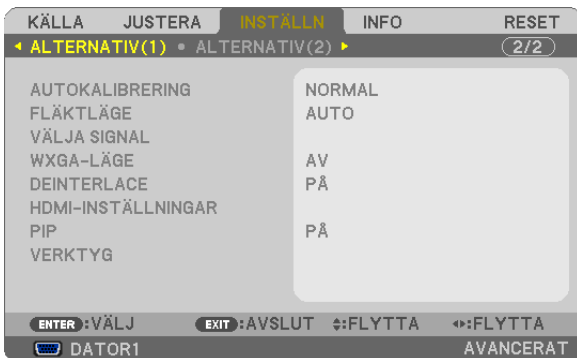 KÄLLA JUSTERA INSTÄLLN INFO RESET
ALTERNATIV(1) • ALTERNATIV(2) 2/2
AUTOKALIBRERING NORMAL
FLÄKTLÄGE AUTO
VÄLJA SIGNAL
WXGA-LÄGE AV
DEINTERLACE PÅ
HDMI-INSTÄLLNINGAR
PIP PÅ
VERKTYG
ENTER :VÄLJ EXIT :AVSLUT :FLYTTA :FLYTTA
DATOR1 AVANCERAT